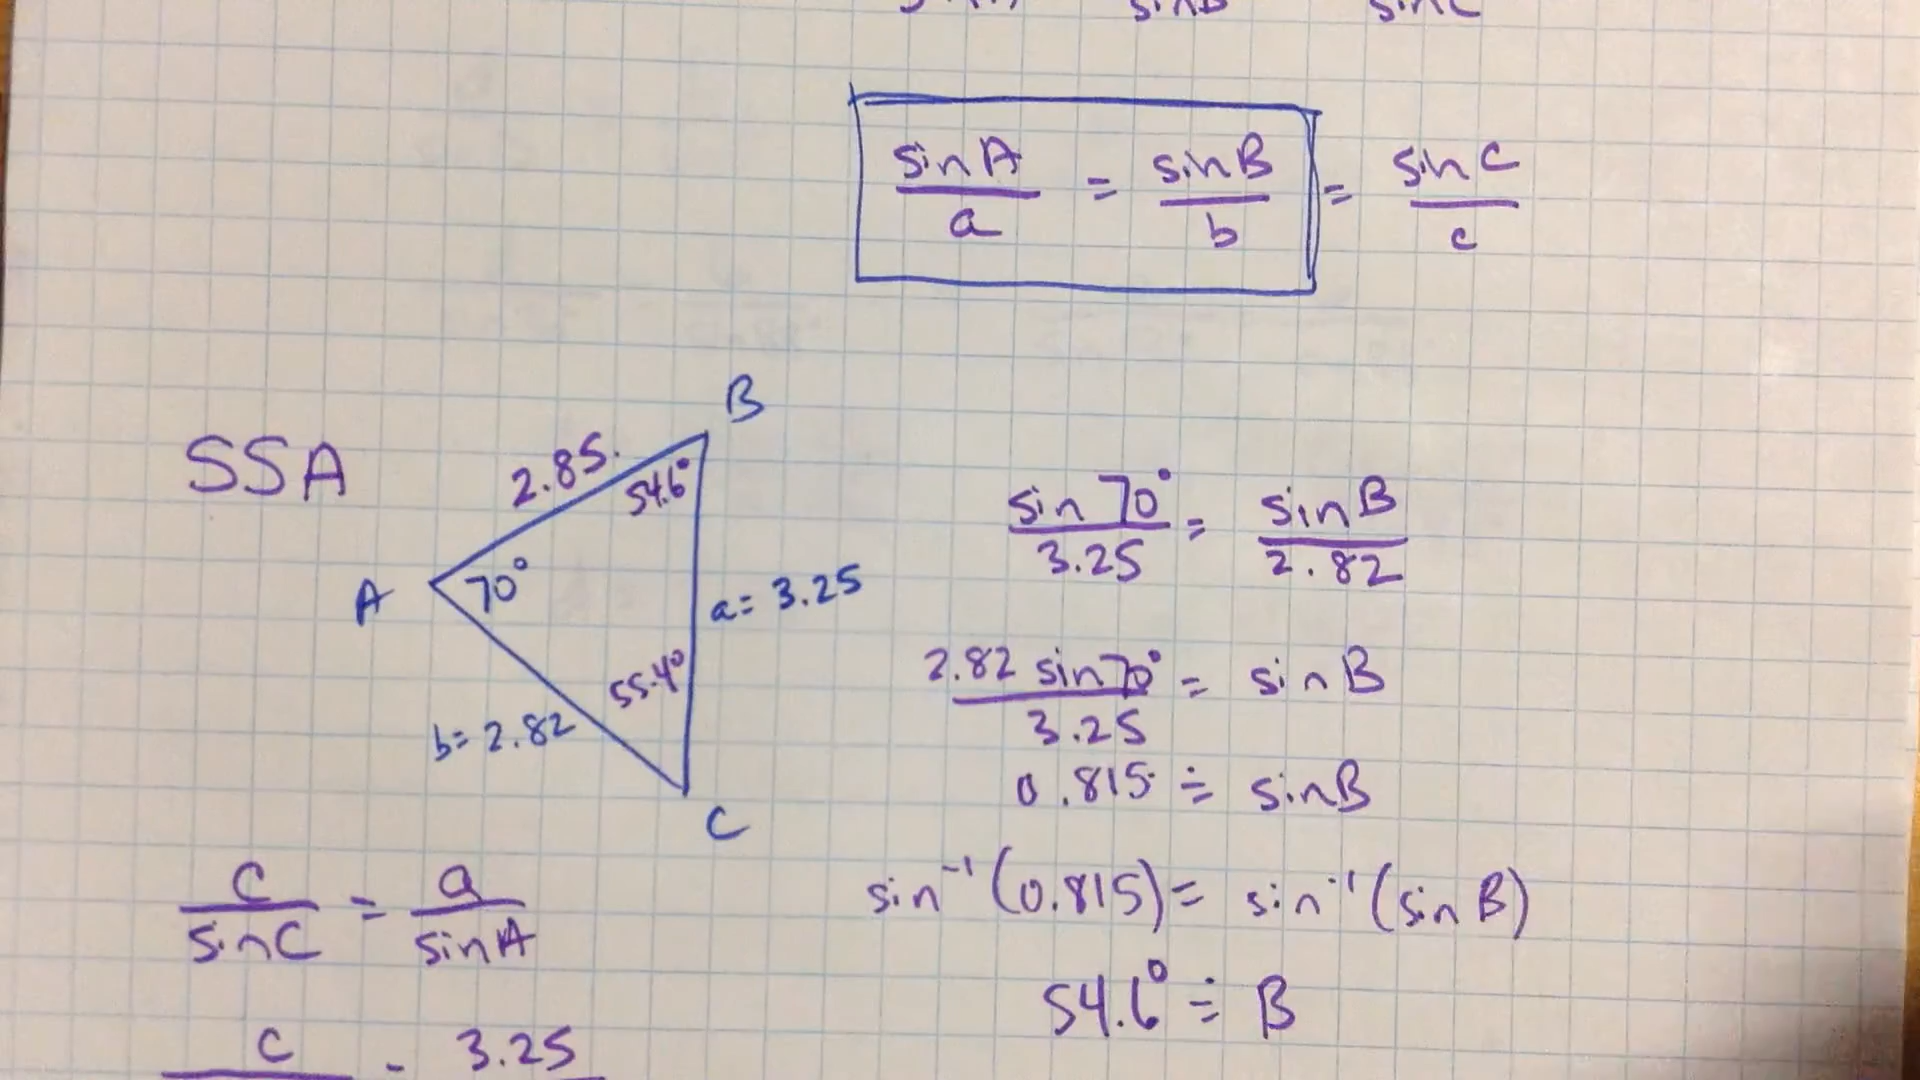 sinA/a = sinB/b = sinC/c
SSA
B
2.85.
54.6°
A
70°
a = 3.25
55.4°
b = 2.82
C
sin 70°/3.25 = sinB/2.82
2.82 sin70°/3.25 = sinB
0.815 ≐ sinB
sin⁻¹(0.815) = sin⁻¹(sin B)
54.6° ≐ B
c/sinC = a/sinA
c 3.25